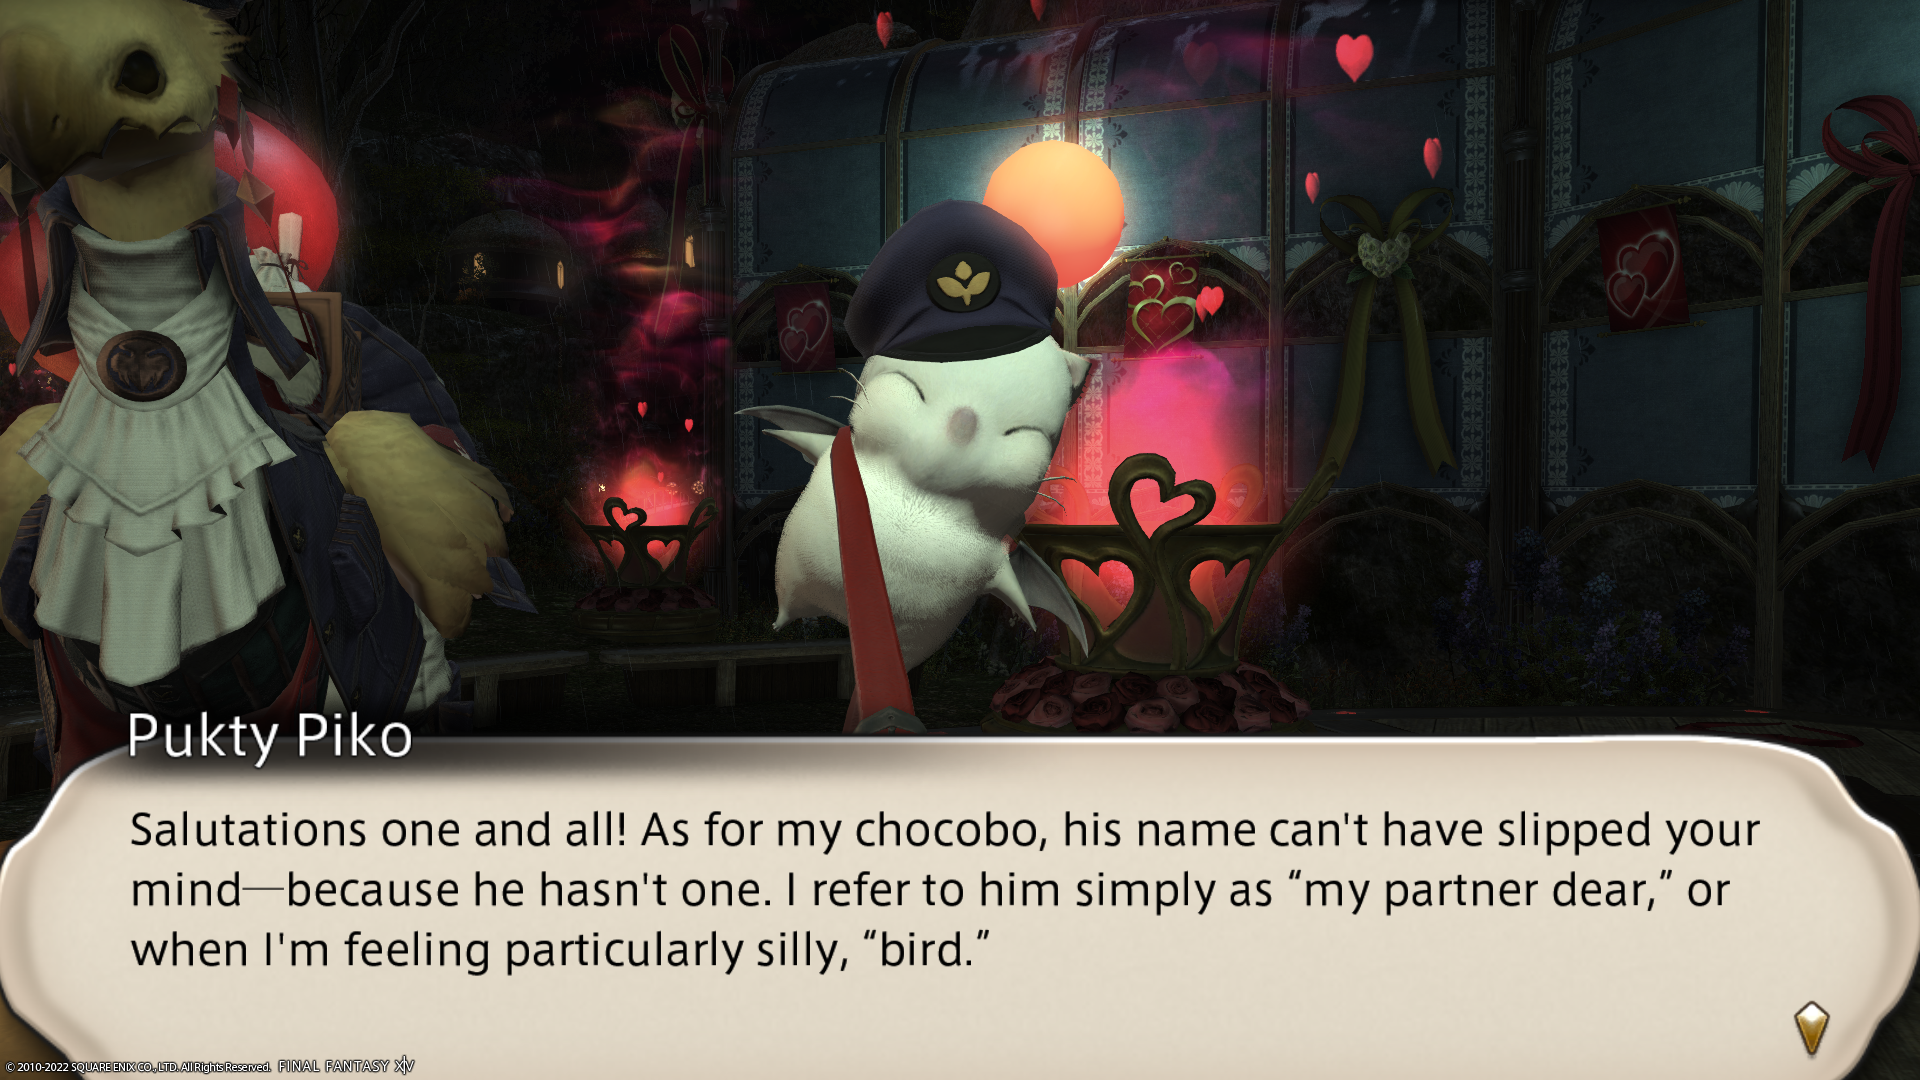 Pukty Piko
Salutations one and all! As for my chocobo, his name can't have slipped your
mind—because he hasn't one. I refer to him simply as “my partner dear,” or
when I'm feeling particularly silly, “bird.”
© 2010-2022 SQUARE ENIX CO., LTD. All Rights Reserved. FINAL FANTASY XIV